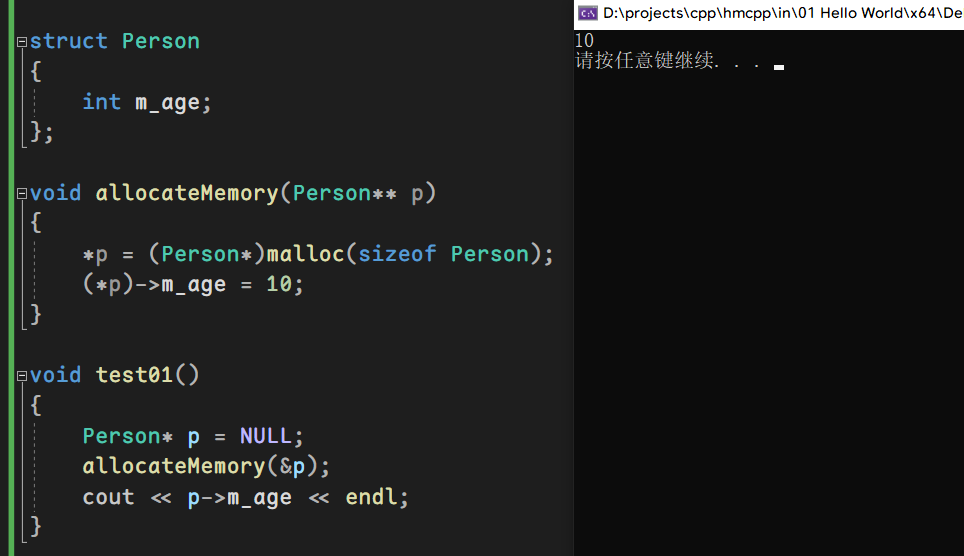 struct Person
{
    int m_age;
};
void allocateMemory(Person** p)
{
    *p = (Person*)malloc(sizeof Person);
    (*p)->m_age = 10;
}
void test01()
{
    Person* p = NULL;
    allocateMemory(&p);
    cout << p->m_age << endl;
}
D:\projects\cpp\hmcpp\in\01 Hello World\x64\De
10
请按任意键继续. . .